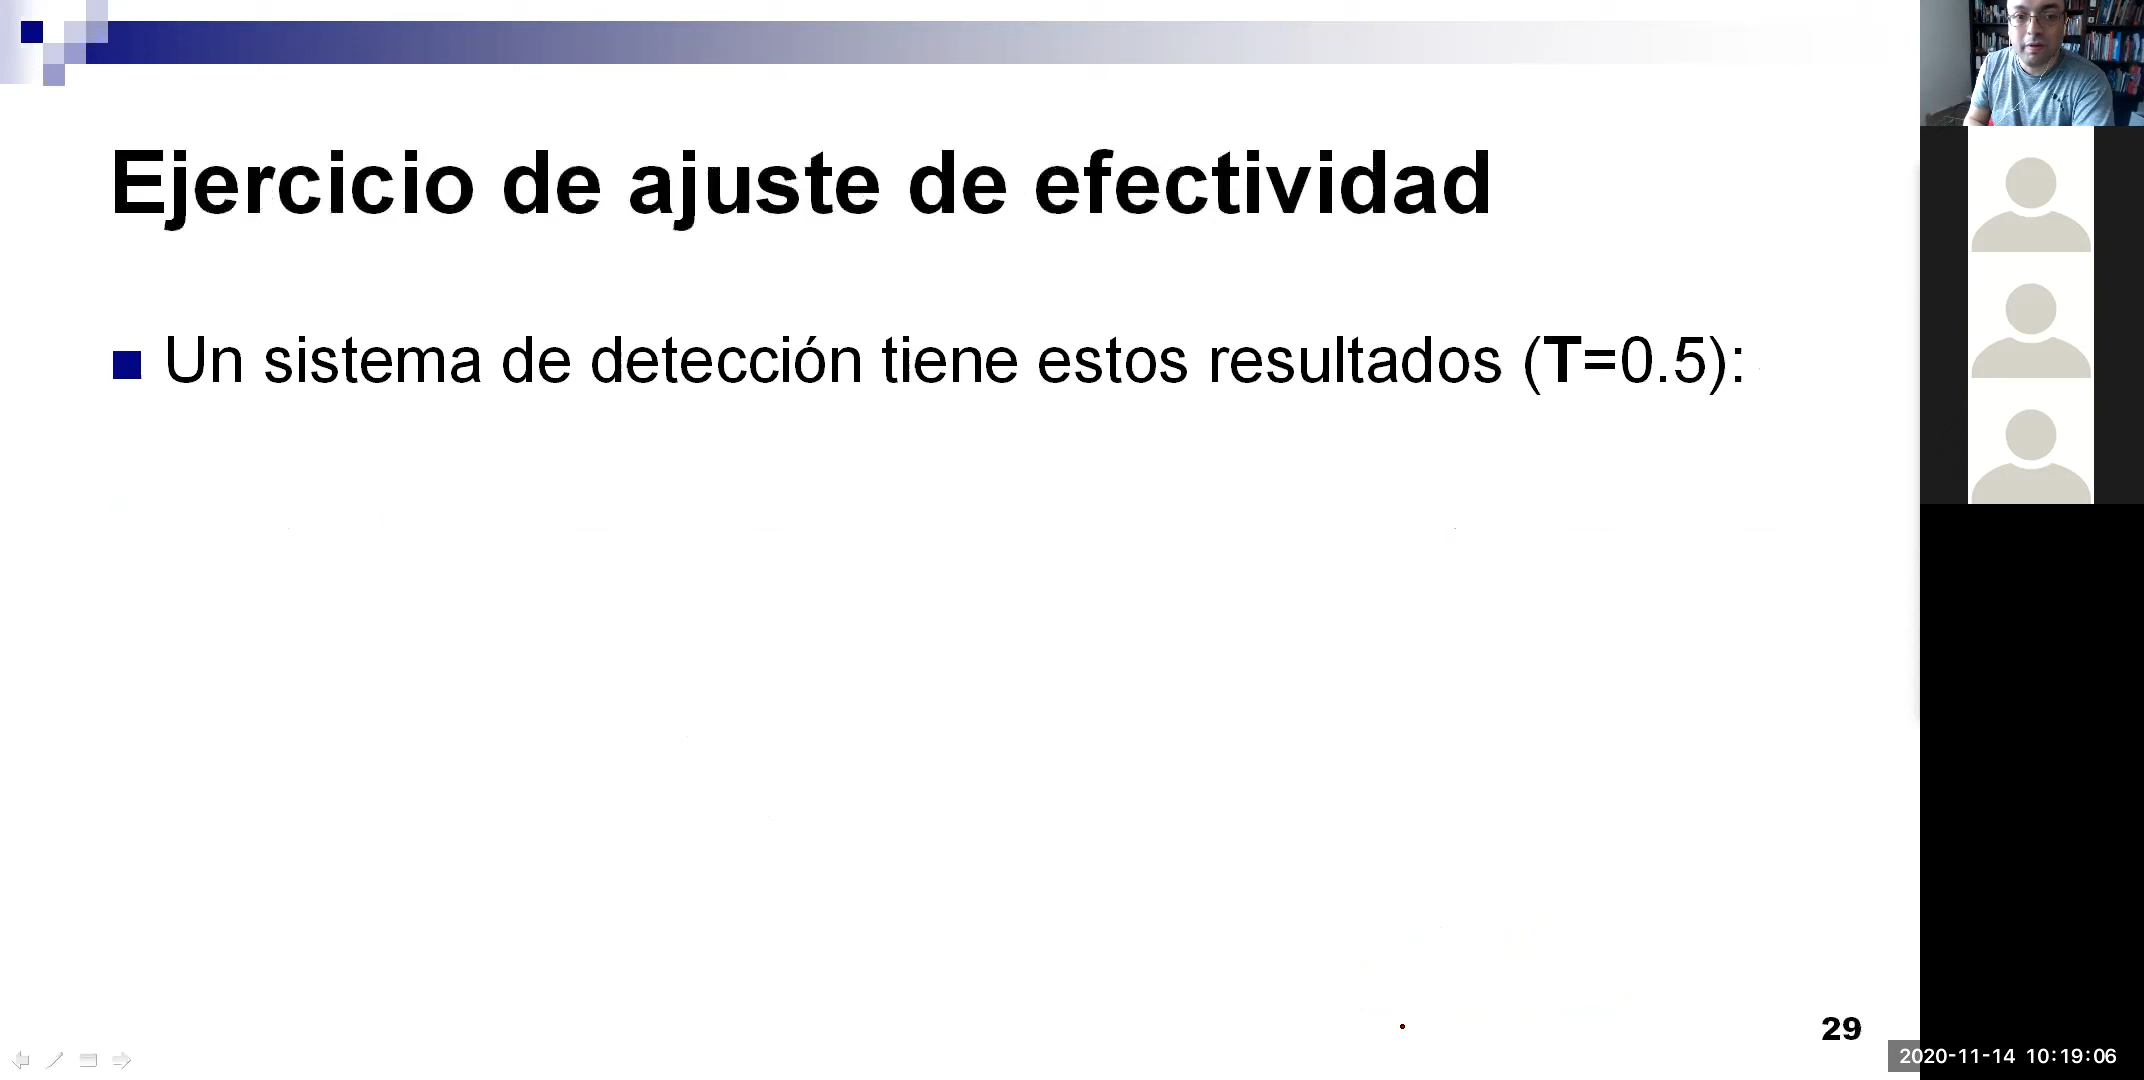 Ejercicio de ajuste de efectividad
Un sistema de detección tiene estos resultados (T=0.5):
29
2020-11-14 10:19:06